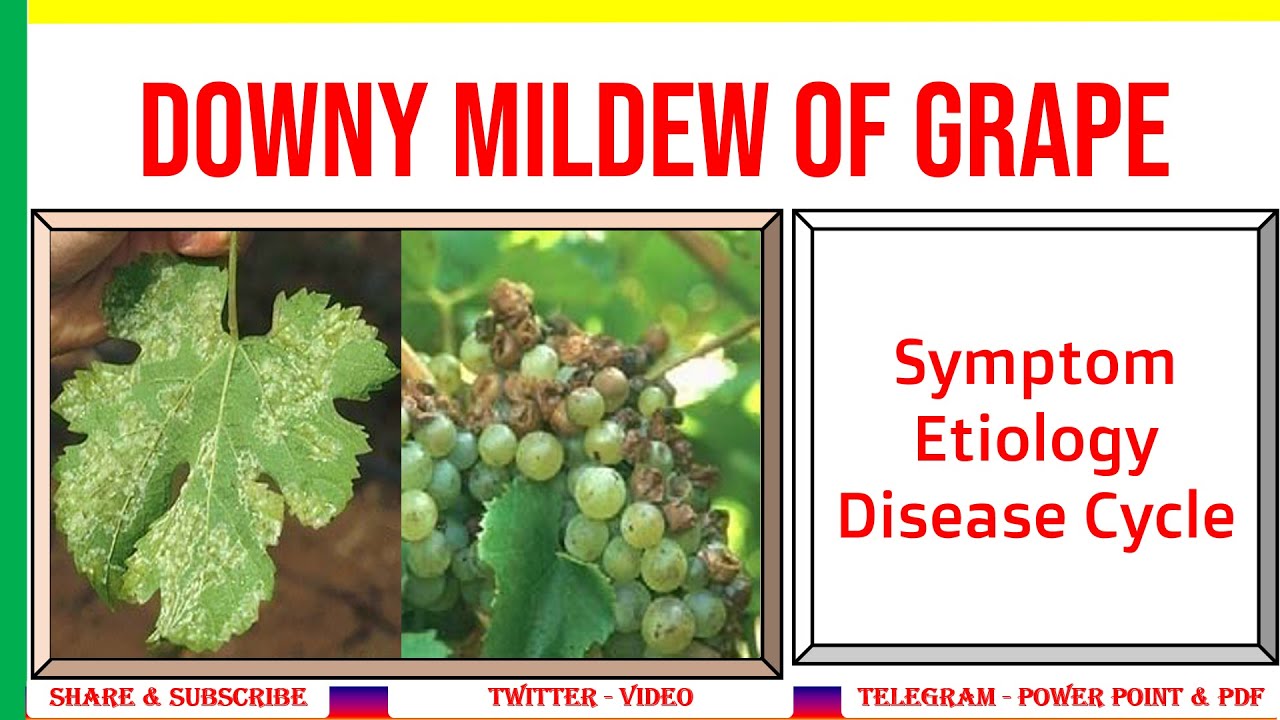 DOWNY MILDEW OF GRAPE
Symptom
Etiology
Disease Cycle
SHARE & SUBSCRIBE
TWITTER - VIDEO
TELEGRAM - POWER POINT & PDF